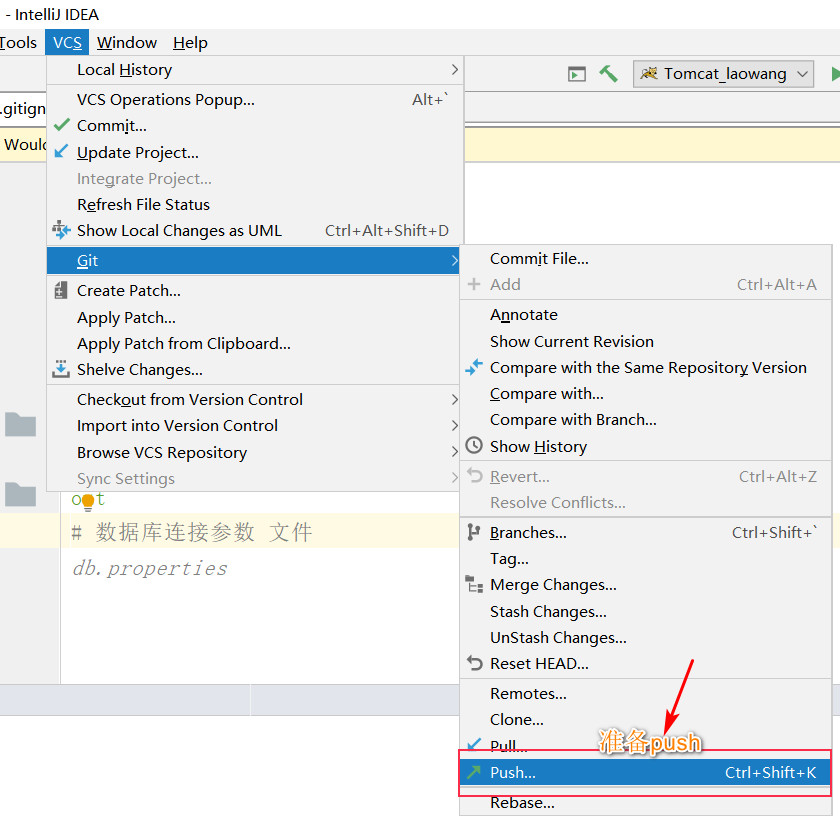 - IntelliJ IDEA
Tools VCS Window Help
Tomcat_laowang
.gitign
Would
Local History
VCS Operations Popup... Alt+`
Commit...
Update Project...
Integrate Project...
Refresh File Status
Show Local Changes as UML Ctrl+Alt+Shift+D
Git
Create Patch...
Apply Patch...
Apply Patch from Clipboard...
Shelve Changes...
Checkout from Version Control
Import into Version Control
Browse VCS Repository
Sync Settings
Commit File...
Add Ctrl+Alt+A
Annotate
Show Current Revision
Compare with the Same Repository Version
Compare with...
Compare with Branch...
Show History
Revert... Ctrl+Alt+Z
Resolve Conflicts...
Branches... Ctrl+Shift+`
Tag...
Merge Changes...
Stash Changes...
UnStash Changes...
Reset HEAD...
Remotes...
Clone...
Pull...
准备push
Push... Ctrl+Shift+K
Rebase...
out
# 数据库连接参数 文件
db.properties